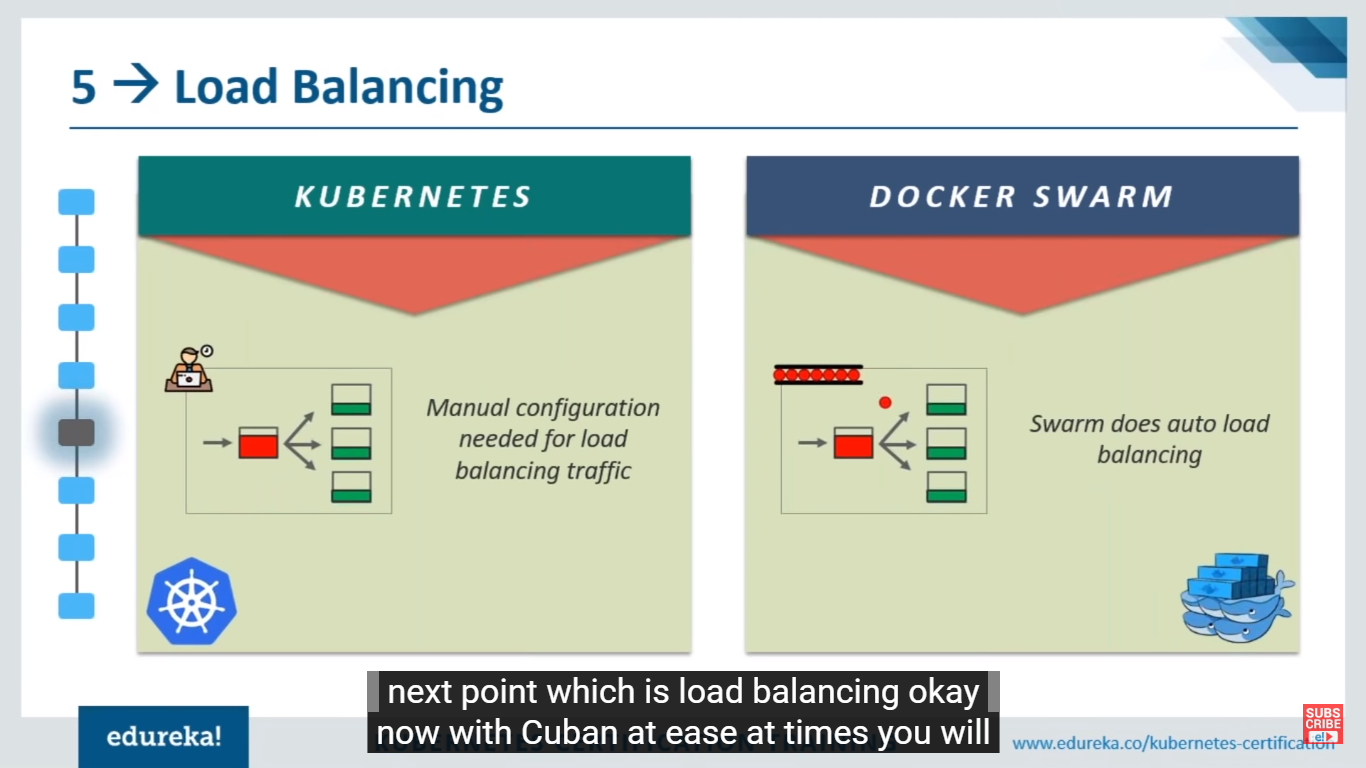 5 → Load Balancing
KUBERNETES
Manual configuration
needed for load
balancing traffic
DOCKER SWARM
Swarm does auto load
balancing
next point which is load balancing okay
now with Cuban at ease at times you will
edureka!
www.edureka.co/kubernetes-certification
SUBS
CRIBE
e!